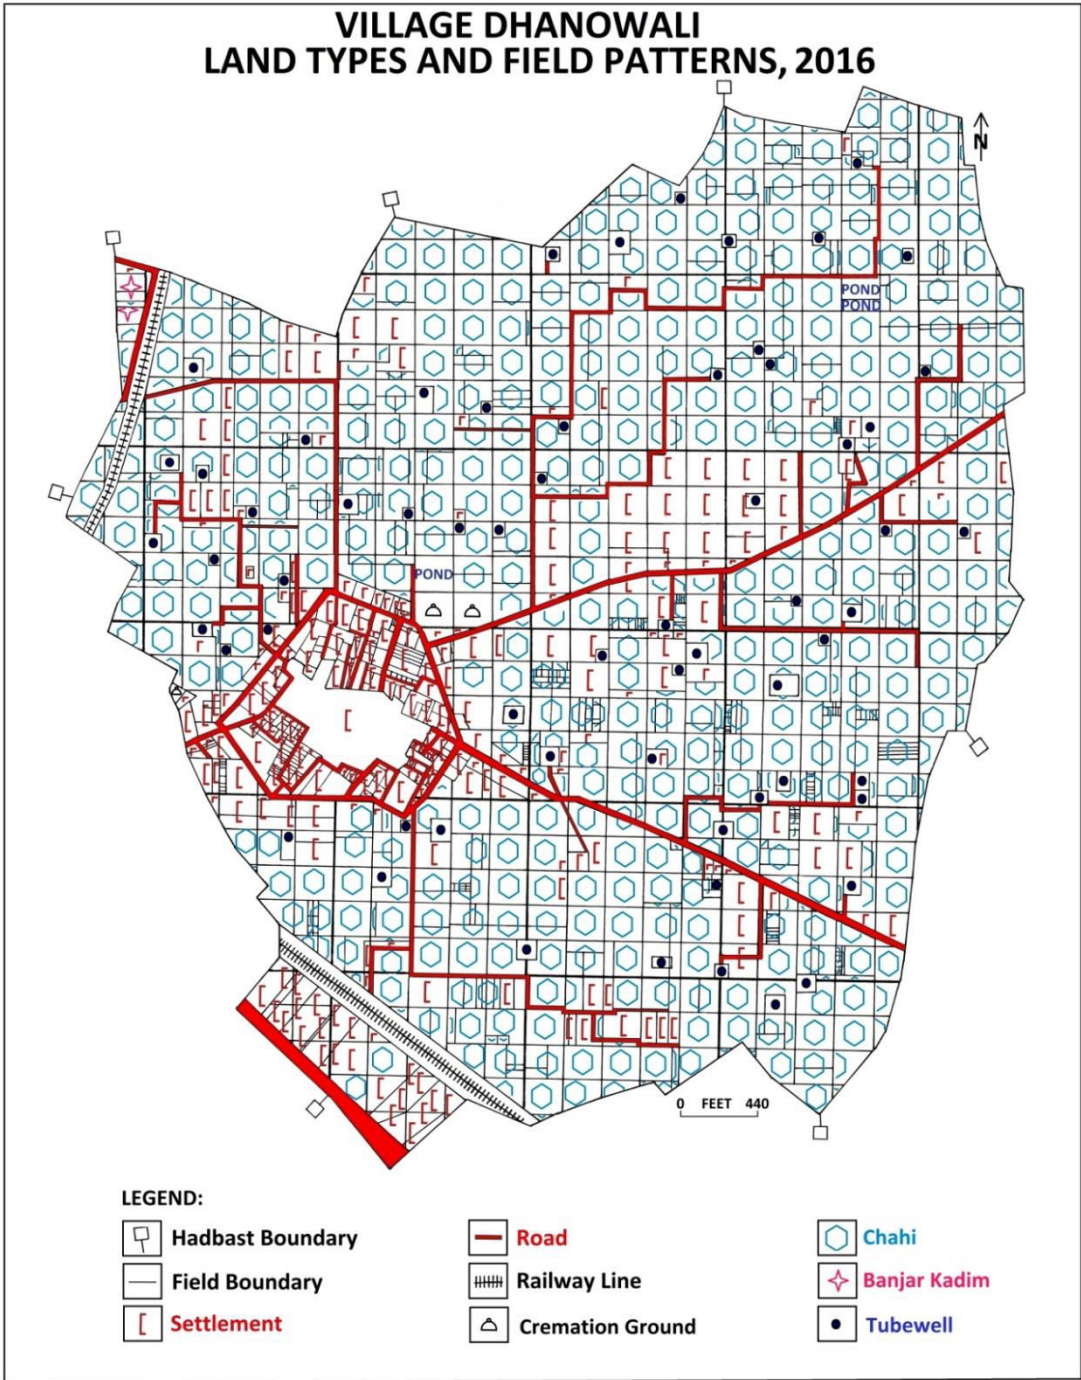 VILLAGE DHANOWALI
LAND TYPES AND FIELD PATTERNS, 2016
N
POND
POND
POND
0 FEET 440
LEGEND:
Hadbast Boundary
Road
Chahi
Field Boundary
Railway Line
Banjar Kadim
Settlement
Cremation Ground
Tubewell